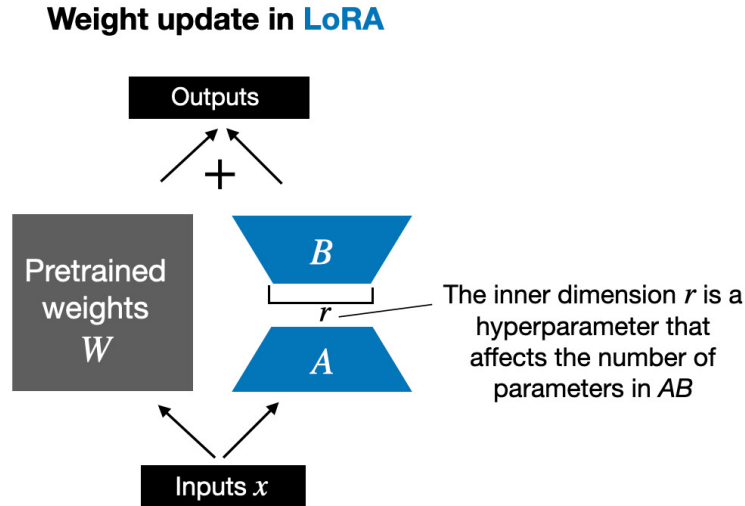 Weight update in LoRA
Outputs
+
Pretrained
weights
W
B
r
A
The inner dimension r is a
hyperparameter that
affects the number of
parameters in AB
Inputs x